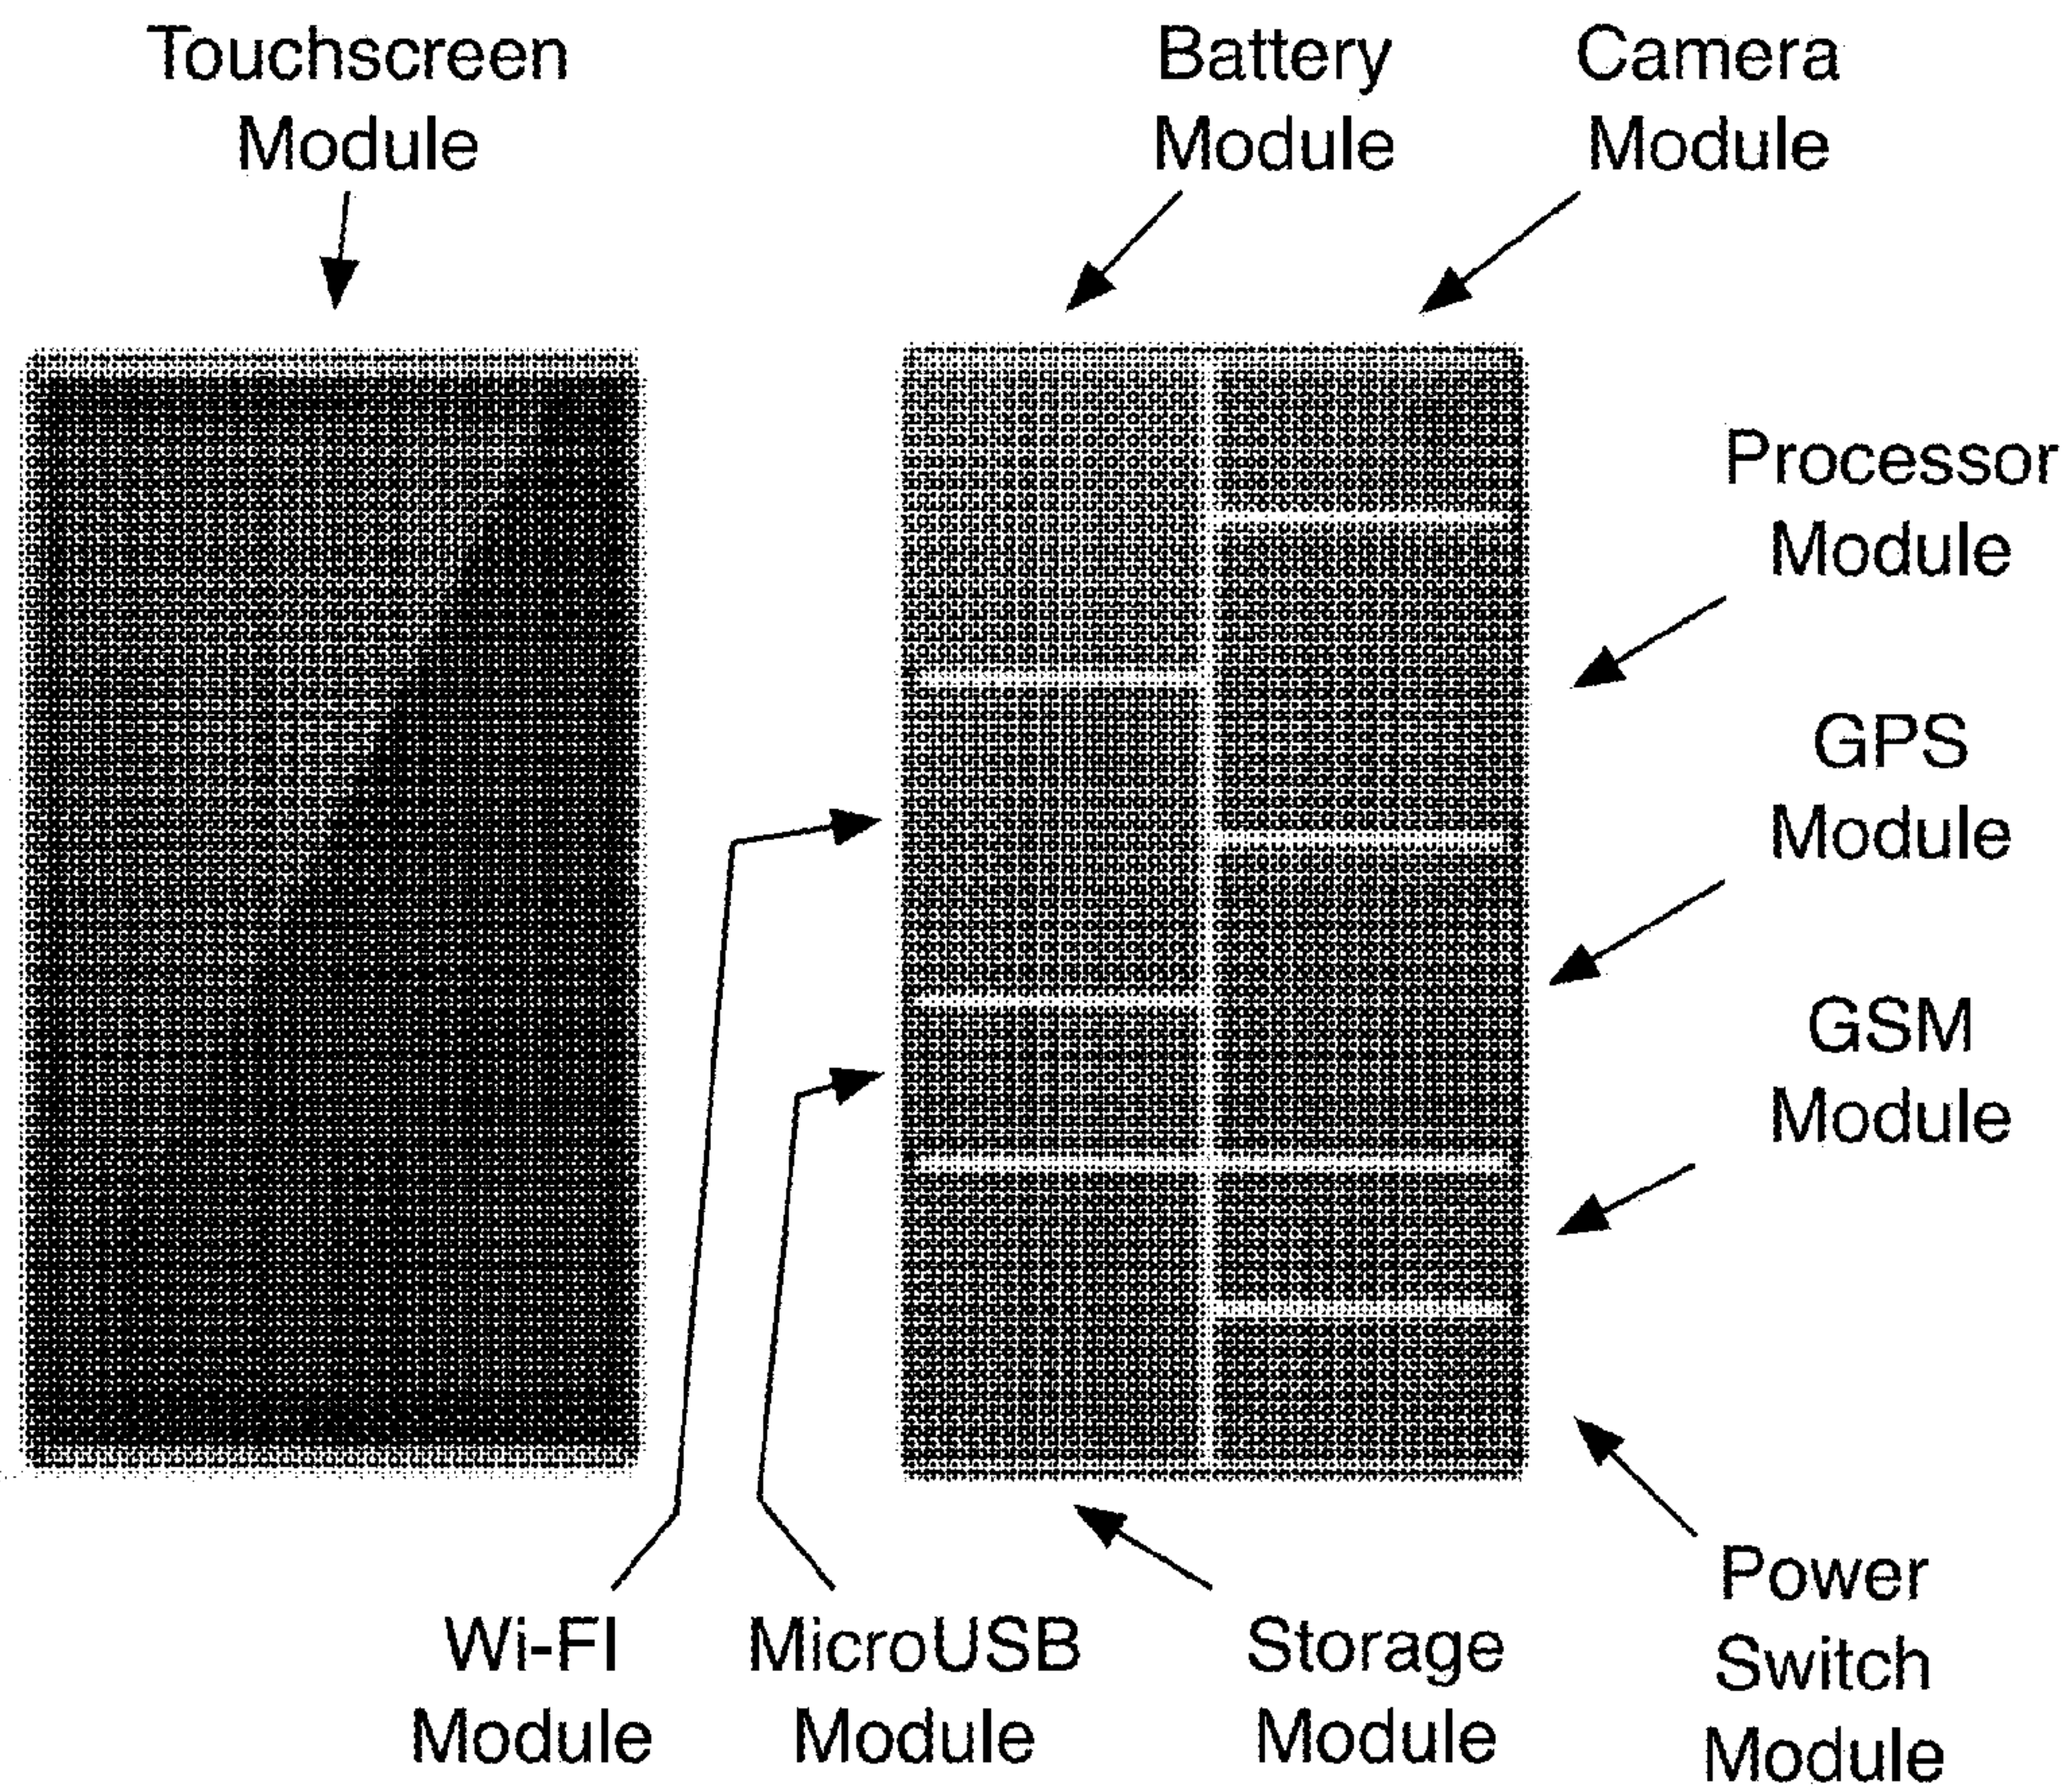 Touchscreen
Module
Battery
Module
Camera
Module
Processor
Module
GPS
Module
GSM
Module
Power
Switch
Module
Wi-FI
Module
MicroUSB
Module
Storage
Module